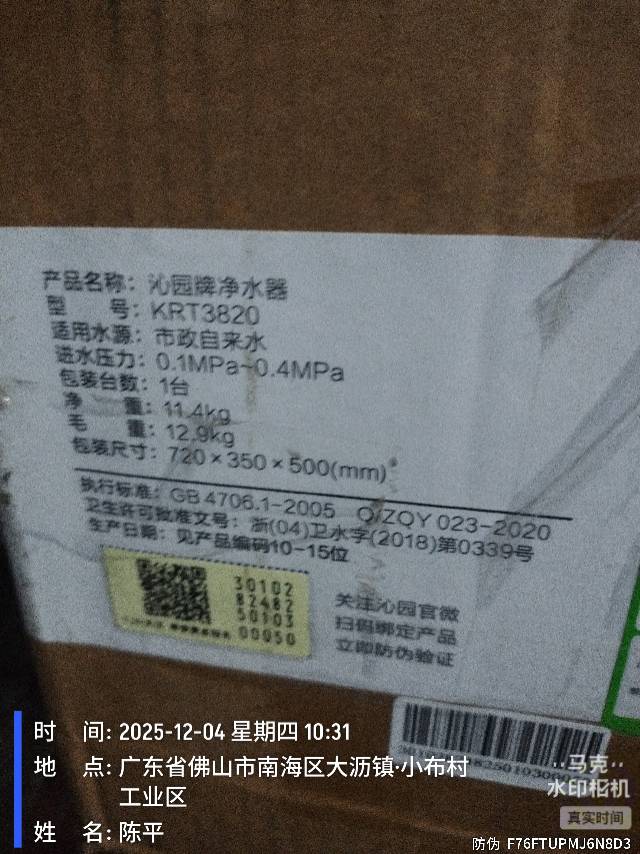 产品名称：沁园牌净水器
型　　号：KRT3820
适用水源：市政自来水
进水压力：0.1MPa~0.4MPa
包装台数：1台
净　　重：11.4kg
毛　　重：12.9kg
包装尺寸：720×350×500(mm)
执行标准：GB 4706.1-2005　Q/ZQY 023-2020
卫生许可批准文号：浙(04)卫水字(2018)第0339号
生产日期：见产品编码10-15位
30102
82482
50103
00050
关注沁园官微
扫码绑定产品
立即防伪验证
时　间: 2025-12-04 星期四 10:31
地　点: 广东省佛山市南海区大沥镇·小布村
工业区
姓　名: 陈平
马克
水印相机
真实时间
防伪 F76FTUPMJ6N8D3